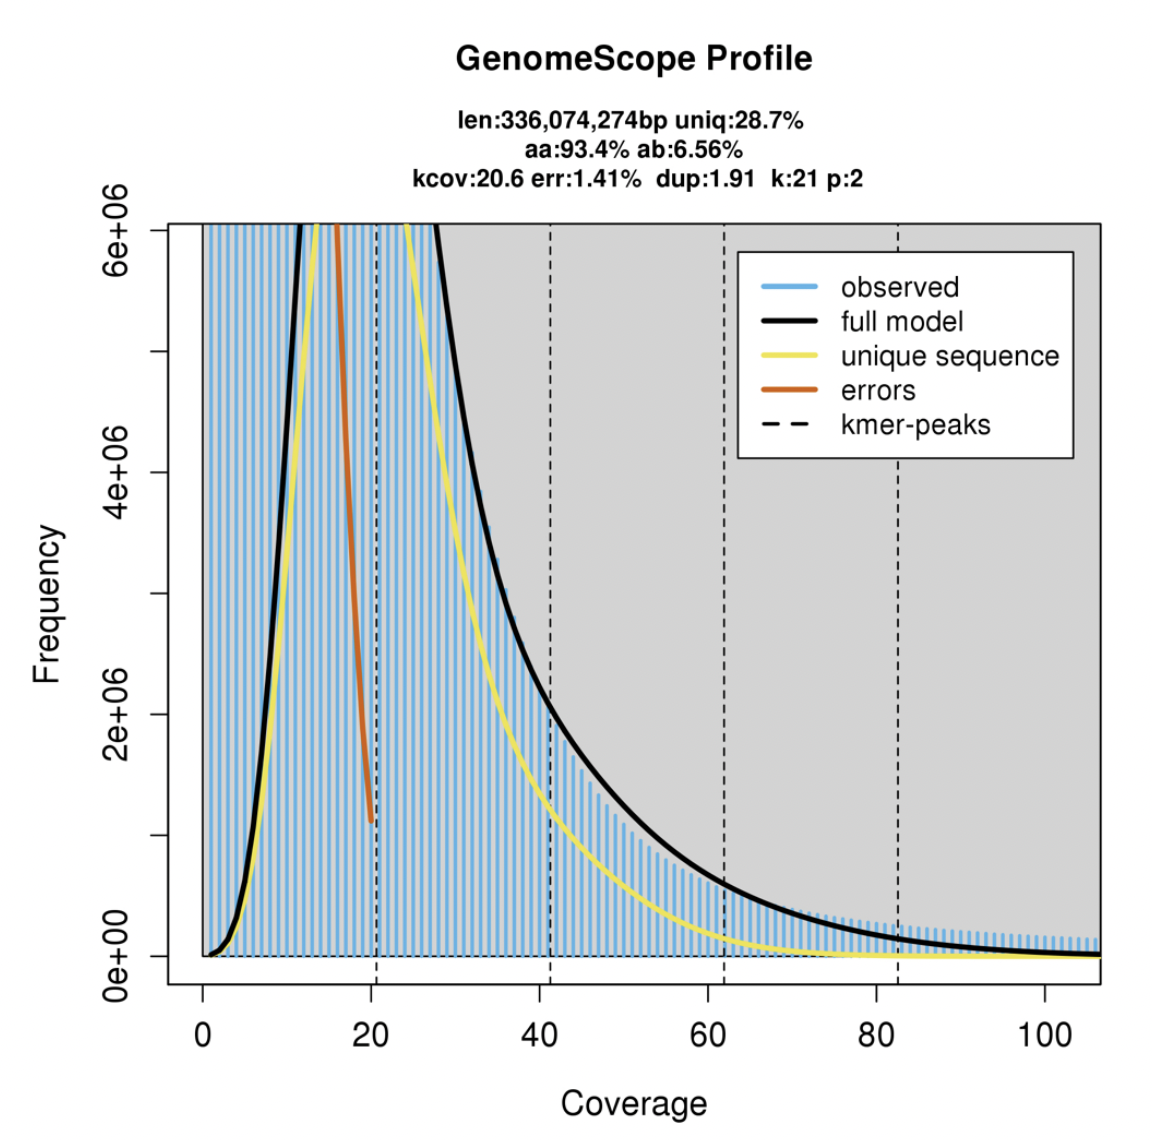 GenomeScope Profile
len:336,074,274bp uniq:28.7%
aa:93.4% ab:6.56%
kcov:20.6 err:1.41% dup:1.91 k:21 p:2
Frequency
6e+06
4e+06
2e+06
0e+00
observed
full model
unique sequence
errors
kmer-peaks
0 20 40 60 80 100
Coverage